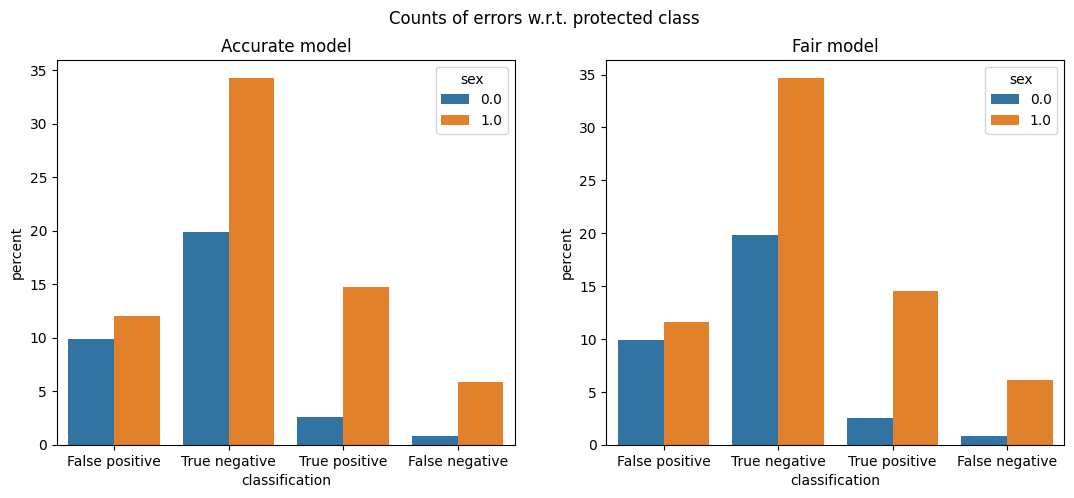 Counts of errors w.r.t. protected class
Accurate model
percent
35
30
25
20
15
10
5
0
sex
0.0
1.0
False positive True negative True positive False negative
classification
Fair model
percent
35
30
25
20
15
10
5
0
sex
0.0
1.0
False positive True negative True positive False negative
classification